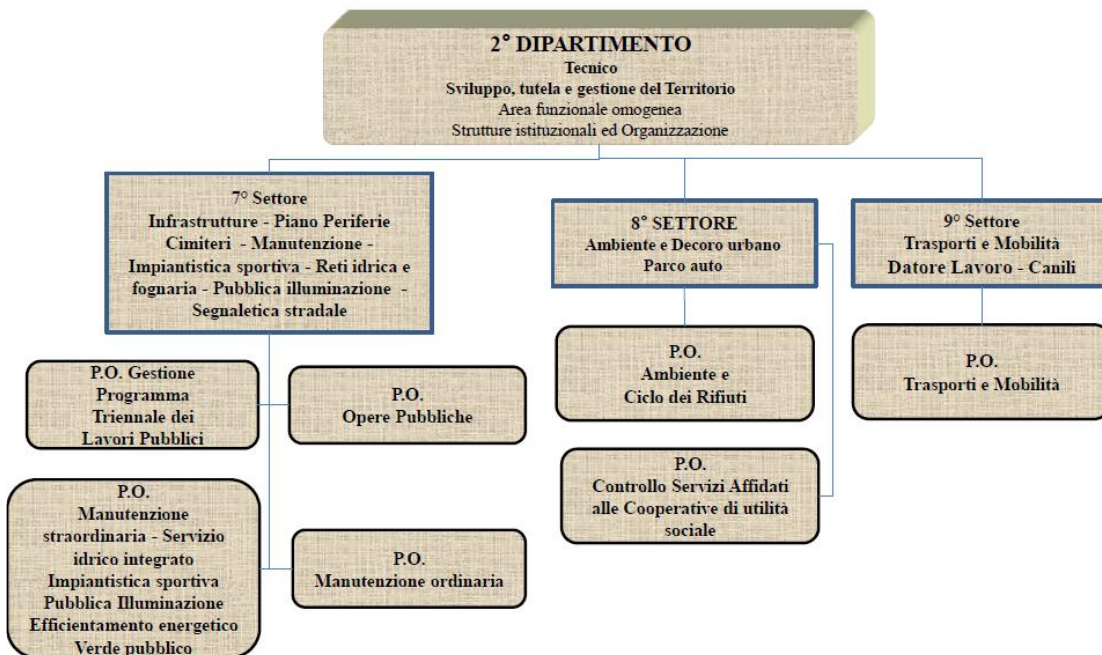 2° DIPARTIMENTO
Tecnico
Sviluppo, tutela e gestione del Territorio
Area funzionale omogenea
Strutture istituzionali ed Organizzazione
7° Settore
Infrastrutture - Piano Periferie
Cimiteri - Manutenzione -
Impiantistica sportiva - Reti idrica e
fognaria - Pubblica illuminazione -
Segnaletica stradale
8° SETTORE
Ambiente e Decoro urbano
Parco auto
9° Settore
Trasporti e Mobilità
Datore Lavoro - Canili
P.O. Gestione
Programma
Triennale dei
Lavori Pubblici
P.O.
Opere Pubbliche
P.O.
Ambiente e
Ciclo dei Rifiuti
P.O.
Trasporti e Mobilità
P.O.
Manutenzione
straordinaria - Servizio
idrico integrato
Impiantistica sportiva
Pubblica Illuminazione
Efficientamento energetico
Verde pubblico
P.O.
Manutenzione ordinaria
P.O.
Controllo Servizi Affidati
alle Cooperative di utilità
sociale